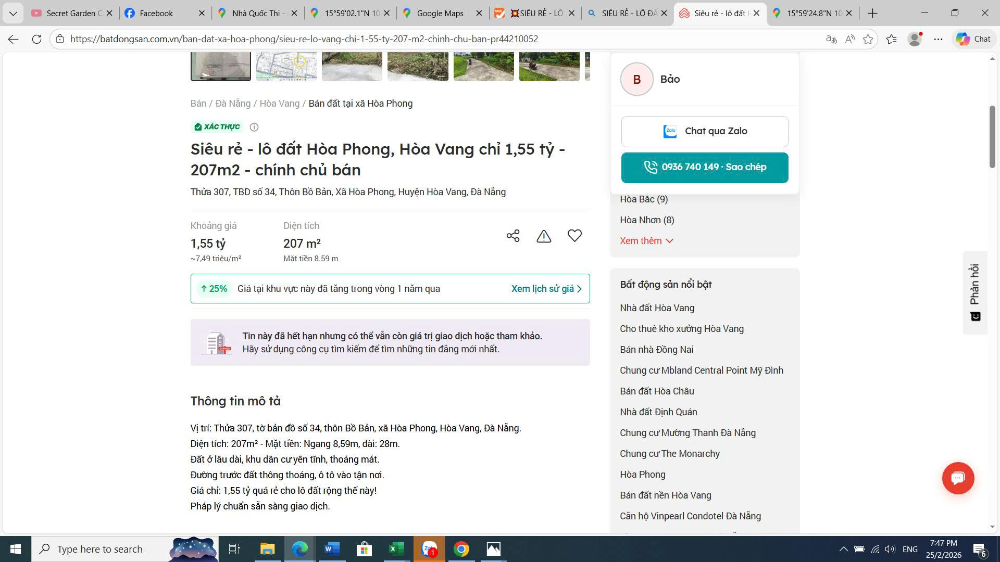 Secret Garden C
Facebook
Nhà Quốc Thi -
15°59'02.1"N 10
Google Maps
💥SIÊU RẺ - LÔ
SIÊU RẺ - LÔ ĐẤ
Siêu rẻ - lô đất H
15°59'24.8"N 10
https://batdongsan.com.vn/ban-dat-xa-hoa-phong/sieu-re-lo-vang-chi-1-55-ty-207-m2-chinh-chu-ban-pr44210052
Chat
Bán / Đà Nẵng / Hòa Vang / Bán đất tại xã Hòa Phong
XÁC THỰC
Siêu rẻ - lô đất Hòa Phong, Hòa Vang chỉ 1,55 tỷ -
207m2 - chính chủ bán
Thửa 307, TBD số 34, Thôn Bồ Bản, Xã Hòa Phong, Huyện Hòa Vang, Đà Nẵng
Khoảng giá
1,55 tỷ
~7,49 triệu/m²
Diện tích
207 m²
Mặt tiền 8.59 m
25%
Giá tại khu vực này đã tăng trong vòng 1 năm qua
Xem lịch sử giá
EXPIRED
Tin này đã hết hạn nhưng có thể vẫn còn giá trị giao dịch hoặc tham khảo.
Hãy sử dụng công cụ tìm kiếm để tìm những tin đăng mới nhất.
Thông tin mô tả
Vị trí: Thửa 307, tờ bản đồ số 34, thôn Bồ Bản, xã Hòa Phong, Hòa Vang, Đà Nẵng.
Diện tích: 207m² - Mặt tiền: Ngang 8,59m, dài: 28m.
Đất ở lâu dài, khu dân cư yên tĩnh, thoáng mát.
Đường trước đất thông thoáng, ô tô vào tận nơi.
Giá chỉ: 1,55 tỷ quá rẻ cho lô đất rộng thế này!
Pháp lý chuẩn sẵn sàng giao dịch.
B
Bảo
Zalo
Chat qua Zalo
0936 740 149 · Sao chép
Hòa Bắc (9)
Hòa Nhơn (8)
Xem thêm
Bất động sản nổi bật
Nhà đất Hòa Vang
Cho thuê kho xưởng Hòa Vang
Bán nhà Đồng Nai
Chung cư Mbland Central Point Mỹ Đình
Bán đất Hòa Châu
Nhà đất Định Quán
Chung cư Mường Thanh Đà Nẵng
Chung cư The Monarchy
Hòa Phong
Bán đất nền Hòa Vang
Căn hộ Vinpearl Condotel Đà Nẵng
Phản hồi
Type here to search
1
ENG
7:47 PM
25/2/2026
6